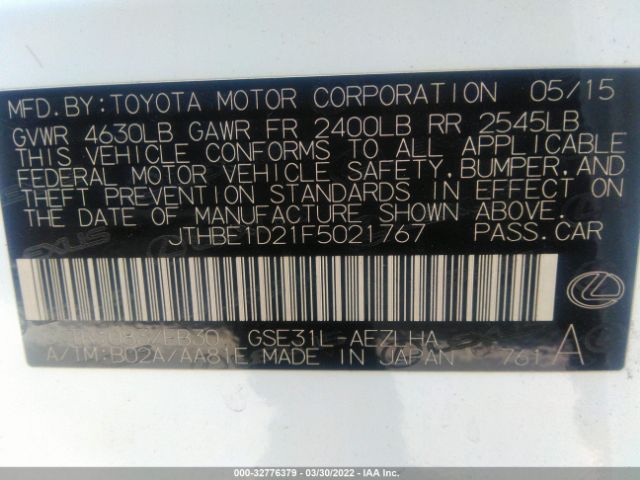 MFD.BY:TOYOTA MOTOR CORPORATION 05/15
GVWR 4630LB GAWR FR 2400LB RR 2545LB
THIS VEHICLE CONFORMS TO ALL APPLICABLE
FEDERAL MOTOR VEHICLE SAFETY,BUMPER,AND
THEFT PREVENTION STANDARDS IN EFFECT ON
THE DATE OF MANUFACTURE SHOWN ABOVE.
JTHBE1D21F5021767 PASS.CAR
GSE31L-AEZLHA
A/TM:B02A/AA81E MADE IN JAPAN 761 A
000-32776379 - 03/30/2022 - IAA Inc.